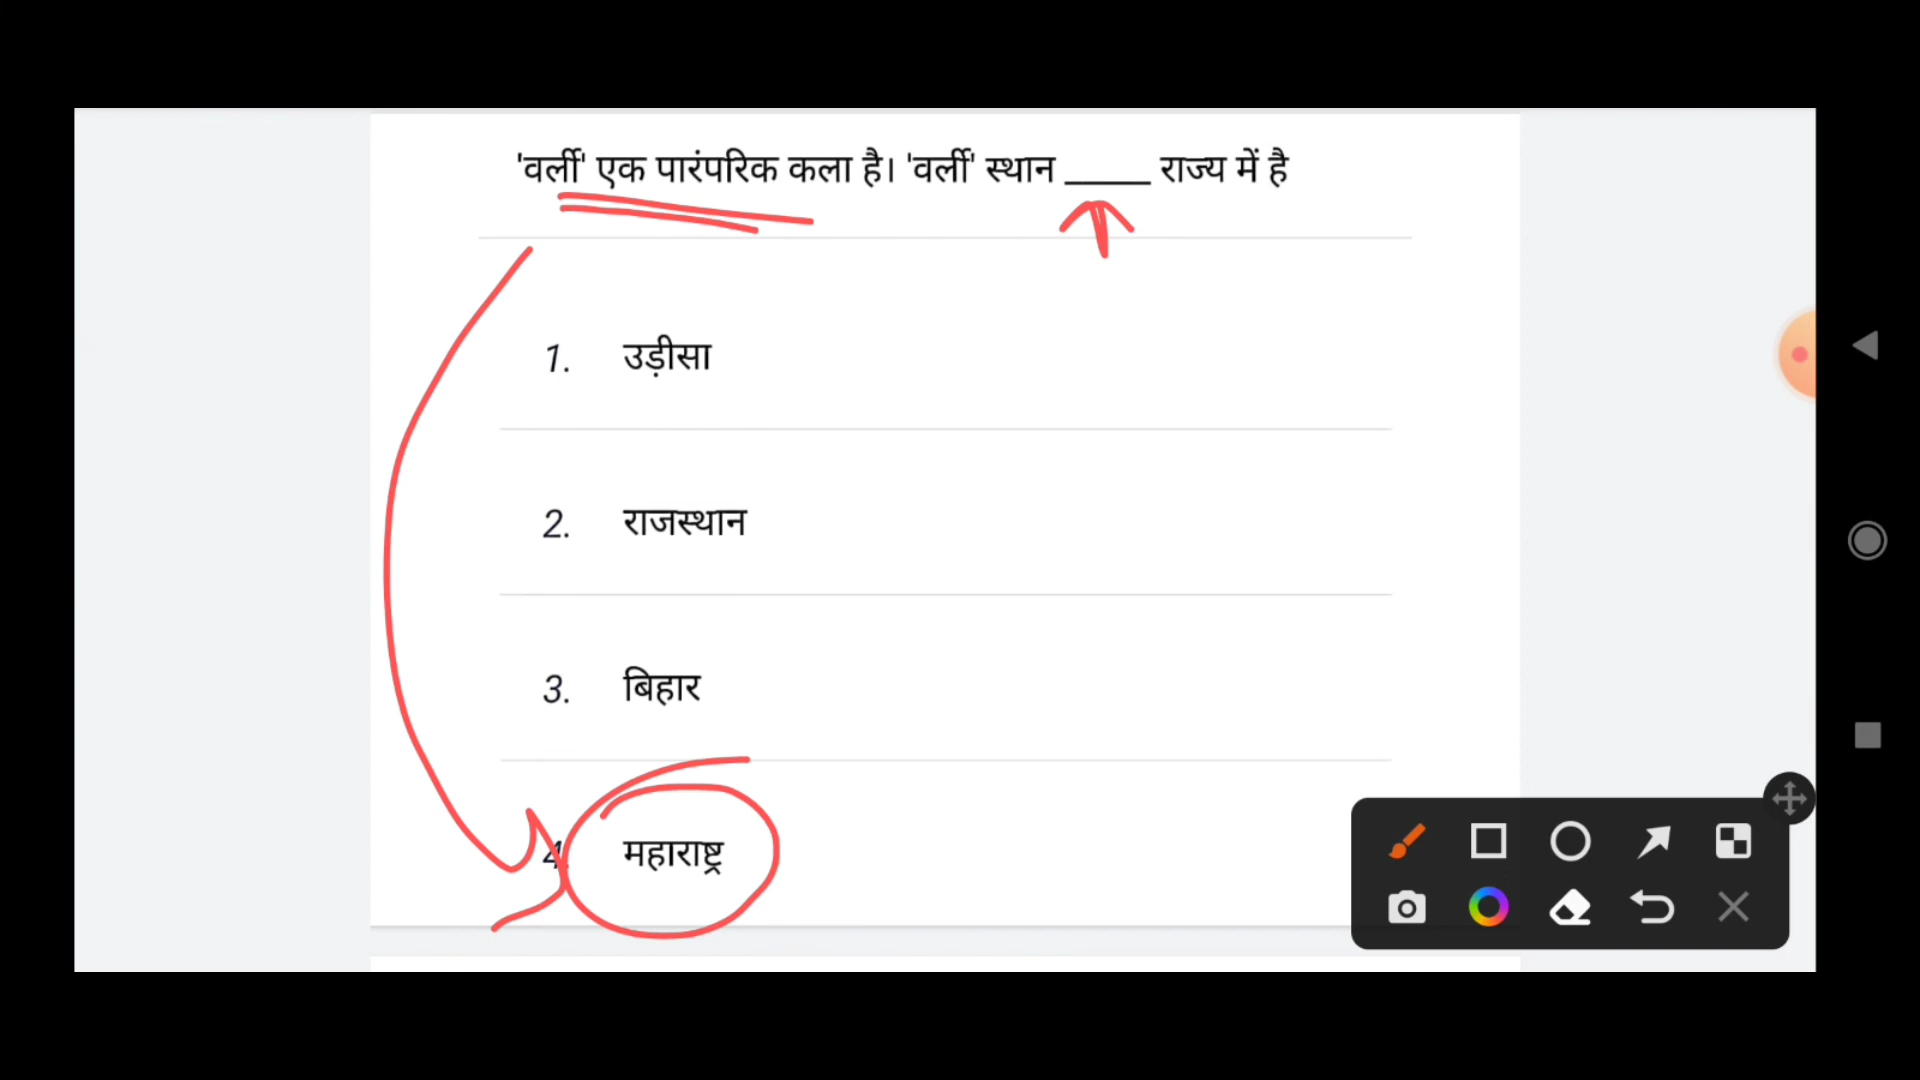 'वर्ली' एक पारंपरिक कला है। 'वर्ली' स्थान _____ राज्य में है
1. उड़ीसा
2. राजस्थान
3. बिहार
4. महाराष्ट्र